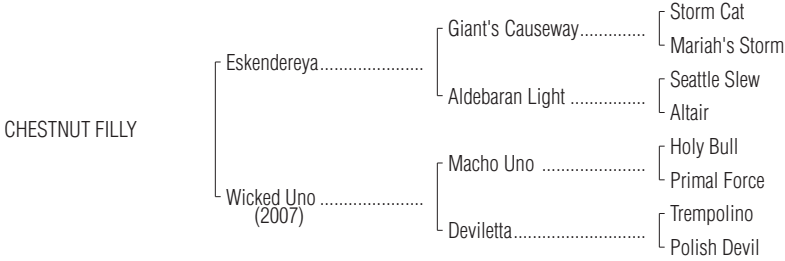 Storm Cat
Giant's Causeway..............
Mariah's Storm
Eskendereya......................
Seattle Slew
Aldebaran Light ................
Altair
CHESTNUT FILLY
Holy Bull
Macho Uno ......................
Primal Force
Wicked Uno ......................
(2007)
Trempolino
Deviletta............................
Polish Devil